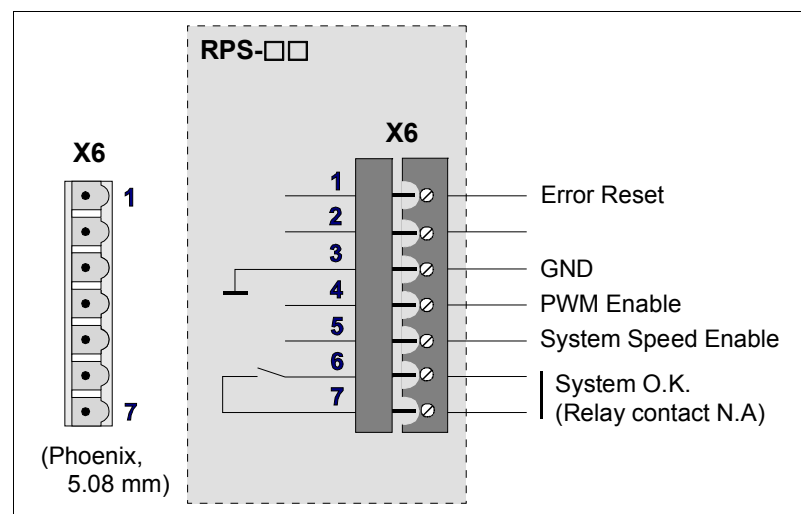 RPS-□□
X6
X6
1
7
(Phoenix,
5.08 mm)
1
2
3
4
5
6
7
Error Reset
GND
PWM Enable
System Speed Enable
System O.K.
(Relay contact N.A)